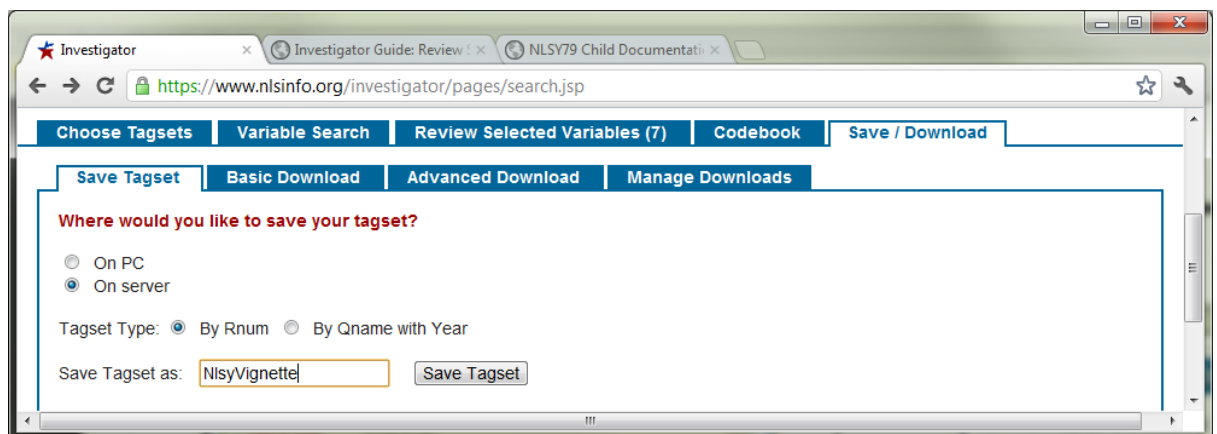 Investigator
Investigator Guide: Review S
NLSY79 Child Documentati
https://www.nlsinfo.org/investigator/pages/search.jsp
Choose Tagsets Variable Search Review Selected Variables (7) Codebook Save / Download
Save Tagset Basic Download Advanced Download Manage Downloads
Where would you like to save your tagset?
On PC
On server
Tagset Type: By Rnum By Qname with Year
Save Tagset as: NlsyVignette Save Tagset